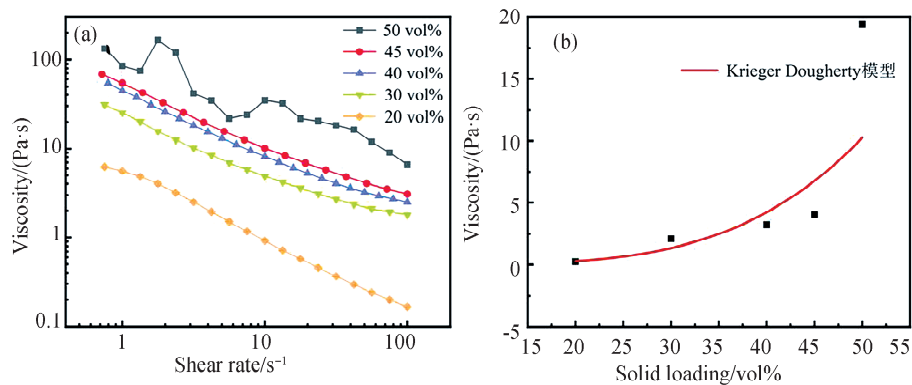 (a)
50 vol%
45 vol%
40 vol%
30 vol%
20 vol%
100
10
1
0.1
Viscosity/(Pa·s)
1 10 100
Shear rate/s⁻¹
(b)
Krieger Dougherty模型
20
15
10
5
0
-5
Viscosity/(Pa·s)
15 20 25 30 35 40 45 50 55
Solid loading/vol%